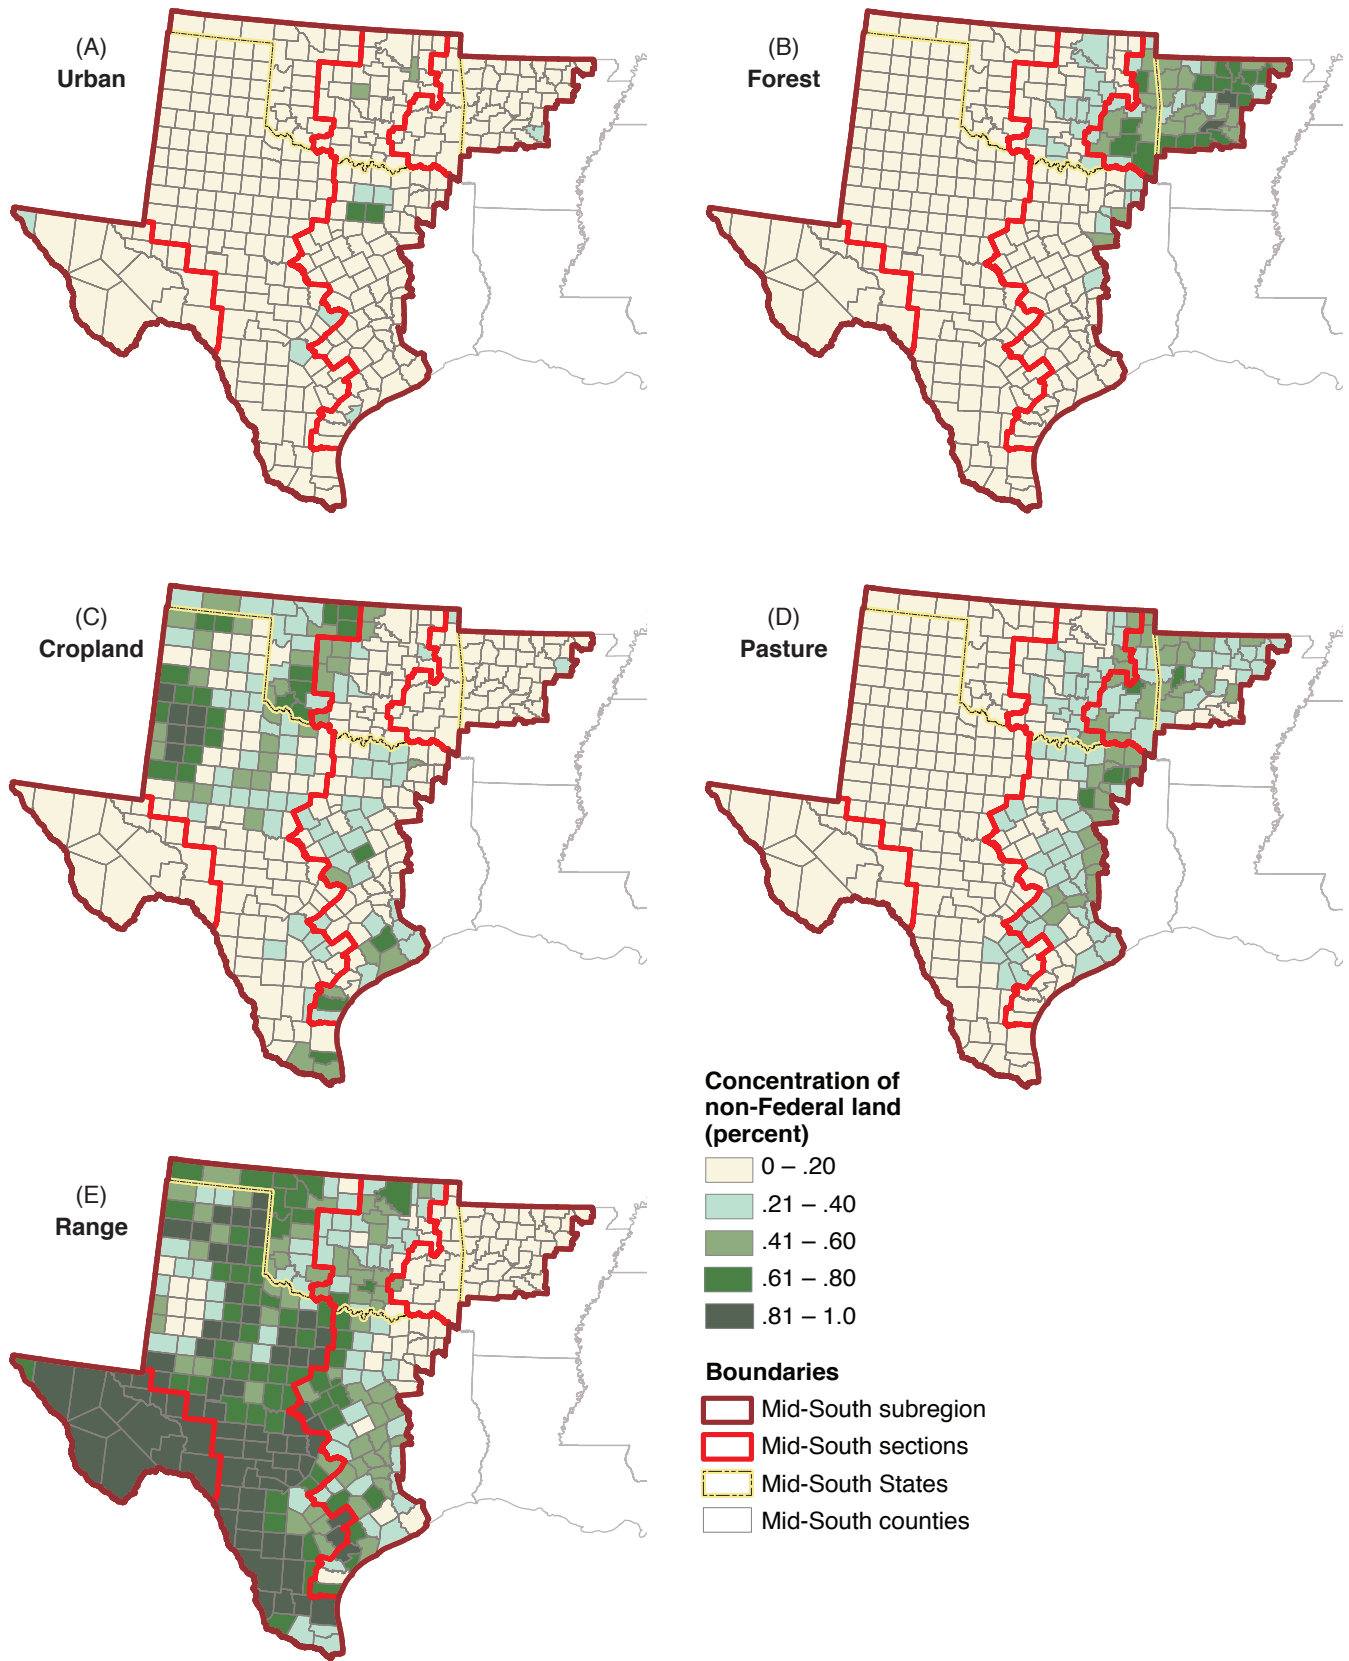 (A)
Urban
(B)
Forest
(C)
Cropland
(D)
Pasture
(E)
Range
Concentration of
non-Federal land
(percent)
0 – .20
.21 – .40
.41 – .60
.61 – .80
.81 – 1.0
Boundaries
Mid-South subregion
Mid-South sections
Mid-South States
Mid-South counties